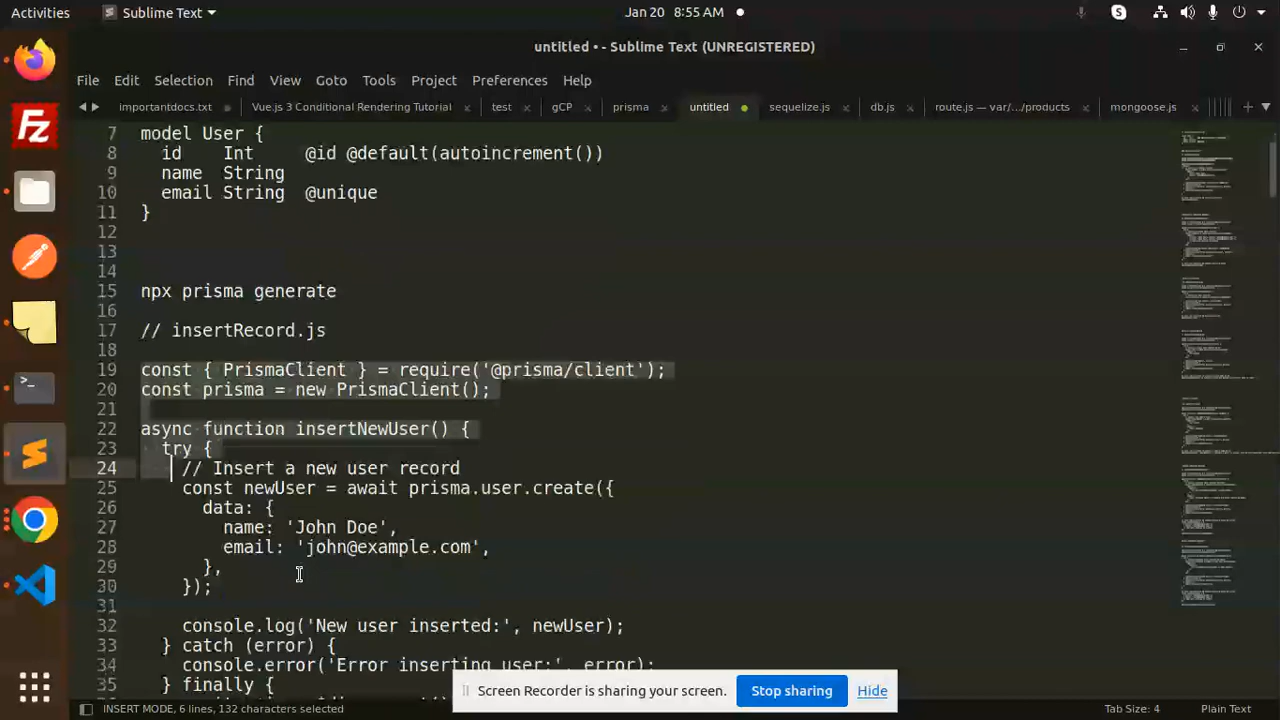 Activities
Sublime Text
Jan 20 8:55 AM
untitled • - Sublime Text (UNREGISTERED)
File Edit Selection Find View Goto Tools Project Preferences Help
importantdocs.txt
Vue.js 3 Conditional Rendering Tutorial
test
gCP
prisma
untitled
sequelize.js
db.js
route.js — var/.../products
mongoose.js
7 model User {
8 id Int @id @default(autoincrement())
9 name String
10 email String @unique
11 }
12
13
14
15 npx prisma generate
16
17 // insertRecord.js
18
19 const { PrismaClient } = require('@prisma/client');
20 const prisma = new PrismaClient();
21
22 async function insertNewUser() {
23 try {
24 // Insert a new user record
25 const newUser = await prisma.user.create({
26 data: {
27 name: 'John Doe',
28 email: 'john@example.com',
29 },
30 });
31
32 console.log('New user inserted:', newUser);
33 } catch (error) {
34 console.error('Error inserting user:', error);
35 } finally {
Screen Recorder is sharing your screen.
Stop sharing
Hide
INSERT MODE, 6 lines, 132 characters selected
Tab Size: 4
Plain Text